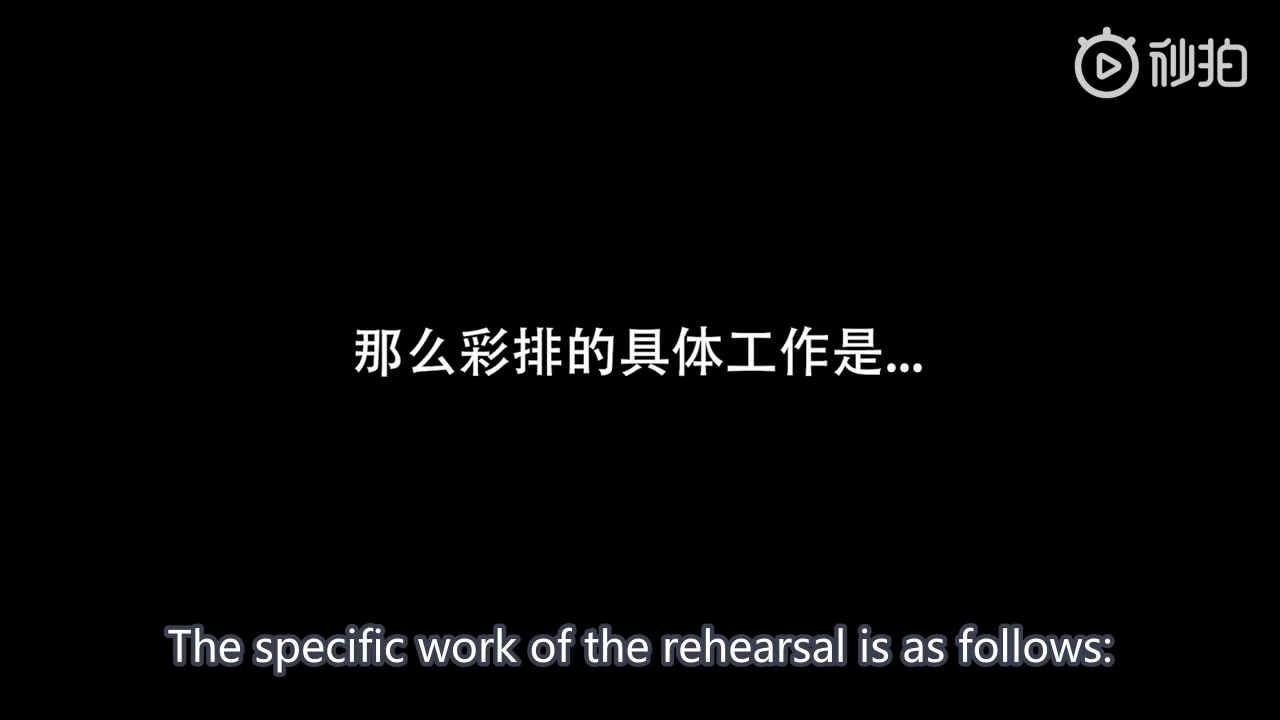 秒拍
那么彩排的具体工作是...
The specific work of the rehearsal is as follows: